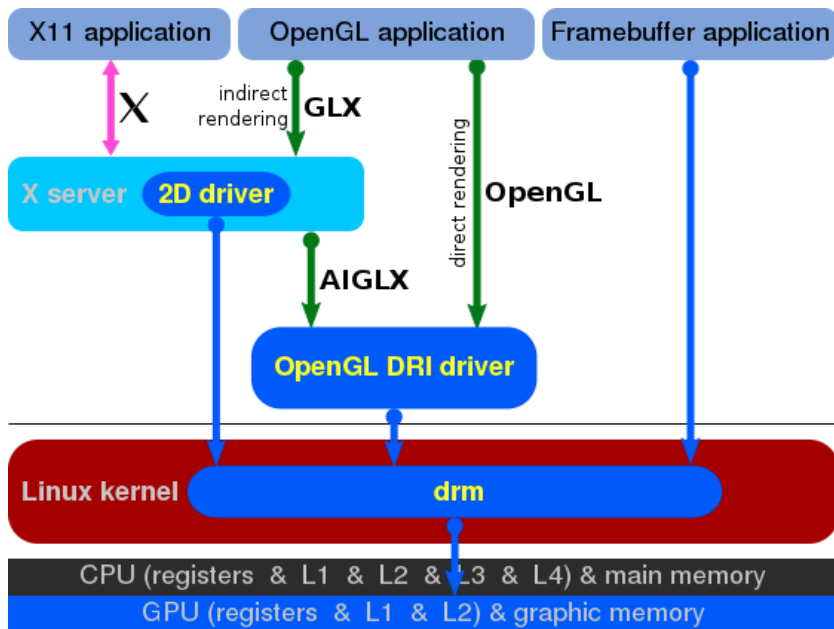 X11 application
OpenGL application
Framebuffer application
X
indirect
rendering
GLX
direct rendering
OpenGL
X server
2D driver
AIGLX
OpenGL DRI driver
Linux kernel
drm
CPU (registers & L1 & L2 & L3 & L4) & main memory
GPU (registers & L1 & L2) & graphic memory